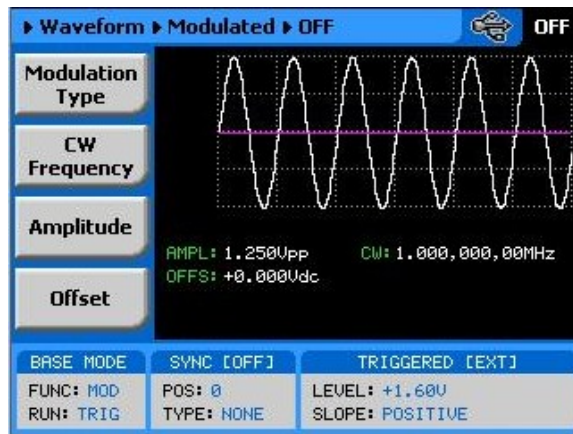 ▸ Waveform ▸ Modulated ▸ OFF
OFF
Modulation
Type
CW
Frequency
Amplitude
Offset
AMPL: 1.250Vpp CW: 1.000,000,00MHz
OFFS: +0.000Vdc
BASE MODE SYNC [OFF] TRIGGERED [EXT]
FUNC: MOD POS: 0 LEVEL: +1.60V
RUN: TRIG TYPE: NONE SLOPE: POSITIVE